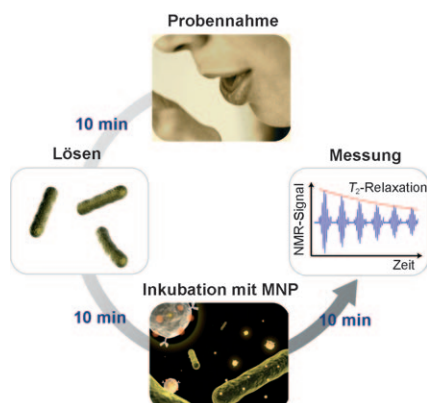 Probennahme
10 min
Lösen
Messung
T₂-Relaxation
NMR-Signal
Zeit
Inkubation mit MNP
10 min
10 min